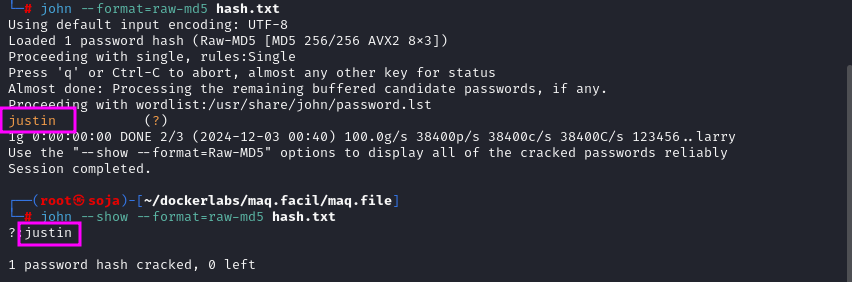 └─# john --format=raw-md5 hash.txt
Using default input encoding: UTF-8
Loaded 1 password hash (Raw-MD5 [MD5 256/256 AVX2 8×3])
Proceeding with single, rules:Single
Press 'q' or Ctrl-C to abort, almost any other key for status
Almost done: Processing the remaining buffered candidate passwords, if any.
Proceeding with wordlist:/usr/share/john/password.lst
justin (?)
1g 0:00:00:00 DONE 2/3 (2024-12-03 00:40) 100.0g/s 38400p/s 38400c/s 38400C/s 123456..larry
Use the "--show --format=Raw-MD5" options to display all of the cracked passwords reliably
Session completed.
┌──(root㉿soja)-[~/dockerlabs/maq.facil/maq.file]
└─# john --show --format=raw-md5 hash.txt
?:justin
1 password hash cracked, 0 left